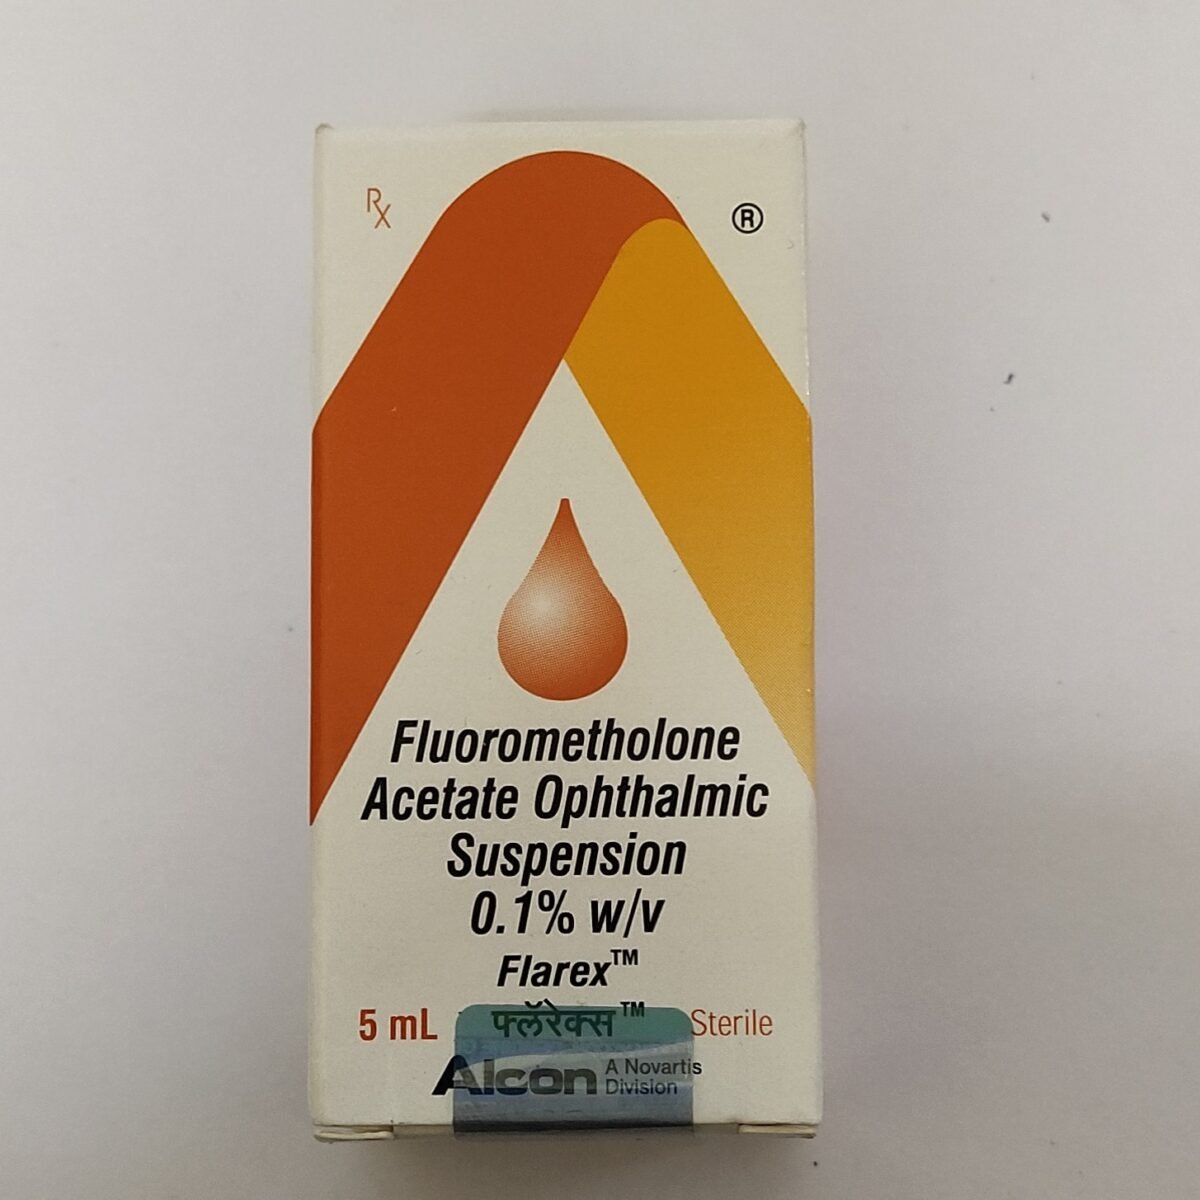 Rx
®
Fluorometholone
Acetate Ophthalmic
Suspension
0.1% w/v
Flarex™
5 mL फ्लॅरेक्स™ Sterile
Alcon A Novartis
Division